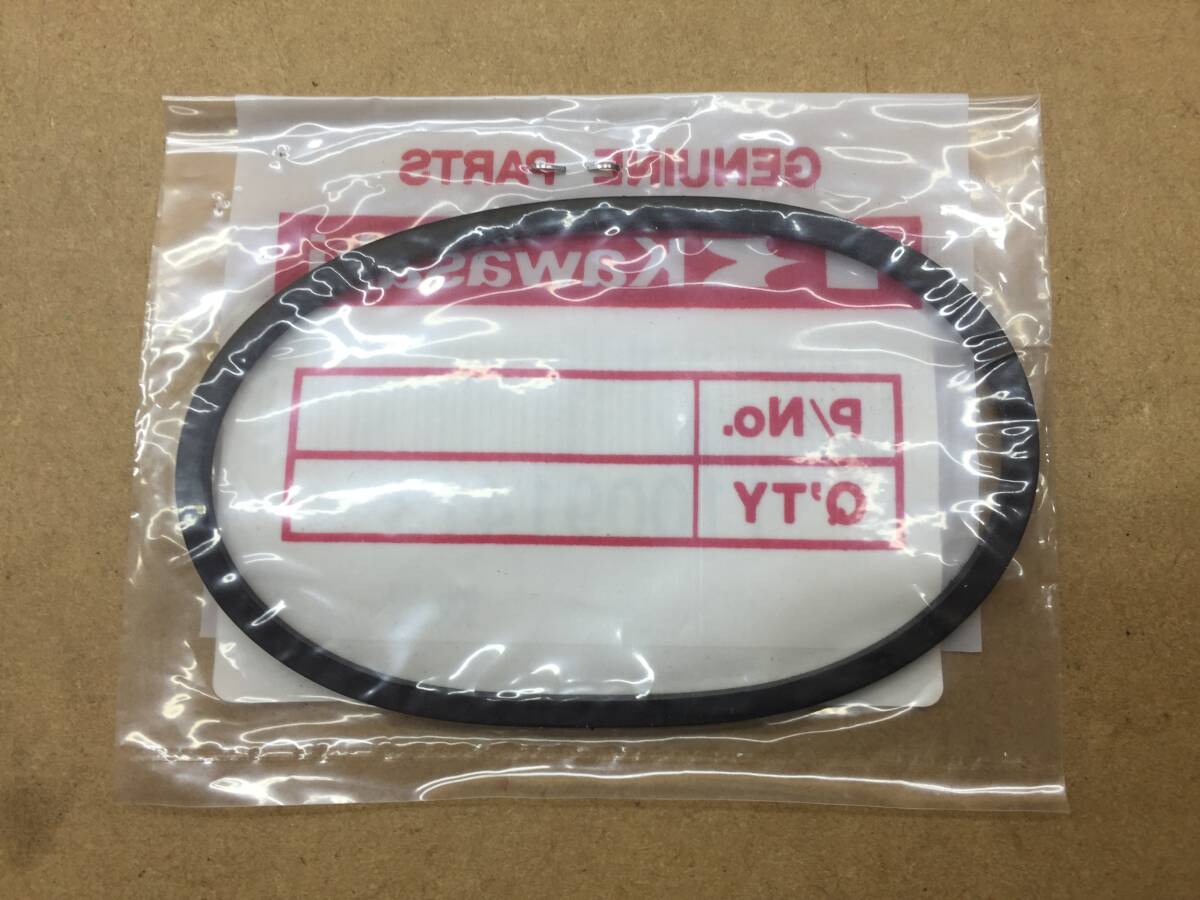 GENUINE PARTS
Kawasaki
P/No.
Q'TY